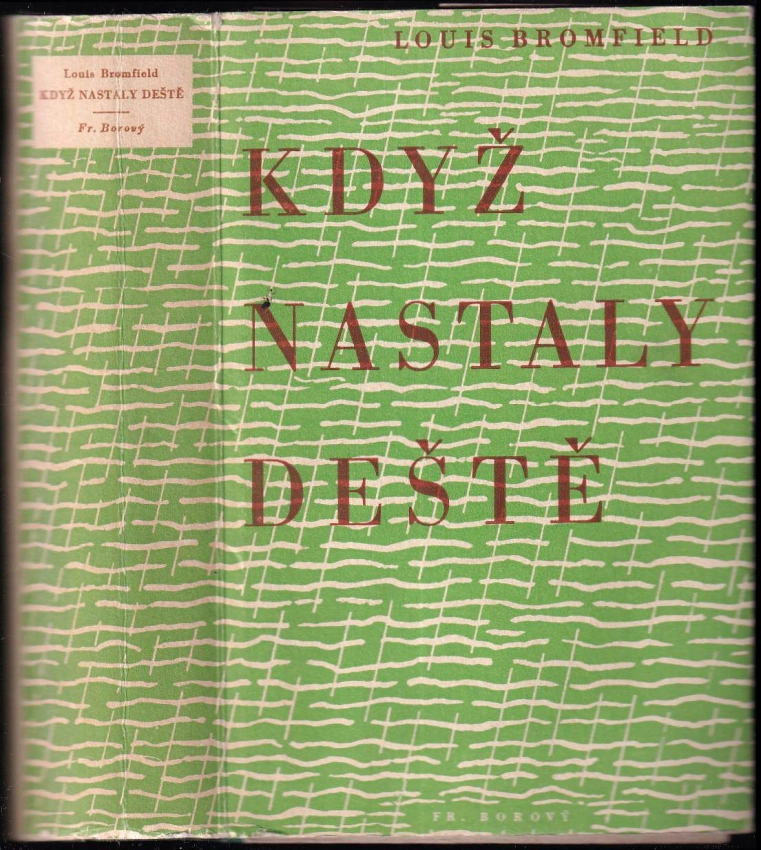 Louis Bromfield
KDYŽ NASTALY DEŠTĚ
Fr. Borový
LOUIS BROMFIELD
KDYŽ
NASTALY
DEŠTĚ
FR. BOROVÝ